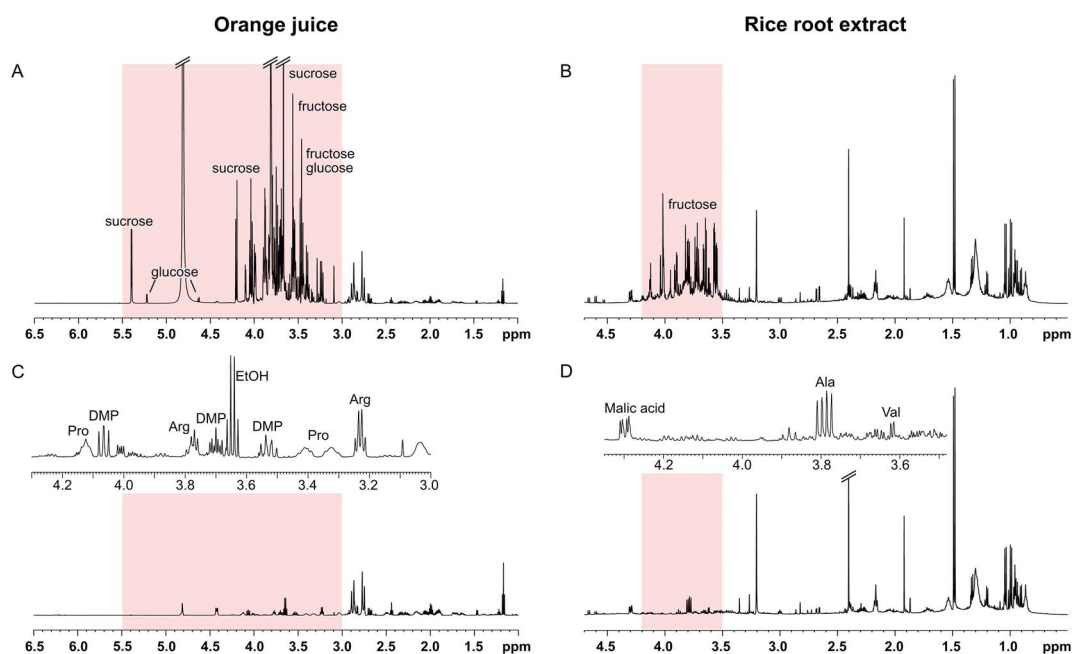 Orange juice
Rice root extract
A
sucrose
fructose
fructose
glucose
sucrose
sucrose
glucose
6.5 6.0 5.5 5.0 4.5 4.0 3.5 3.0 2.5 2.0 1.5 ppm
B
fructose
4.5 4.0 3.5 3.0 2.5 2.0 1.5 1.0 ppm
C
EtOH
Arg
DMP
Arg
DMP
DMP
Pro
Pro
4.2 4.0 3.8 3.6 3.4 3.2 3.0
6.5 6.0 5.5 5.0 4.5 4.0 3.5 3.0 2.5 2.0 1.5 ppm
D
Ala
Malic acid
Val
4.2 4.0 3.8 3.6
4.5 4.0 3.5 3.0 2.5 2.0 1.5 1.0 ppm